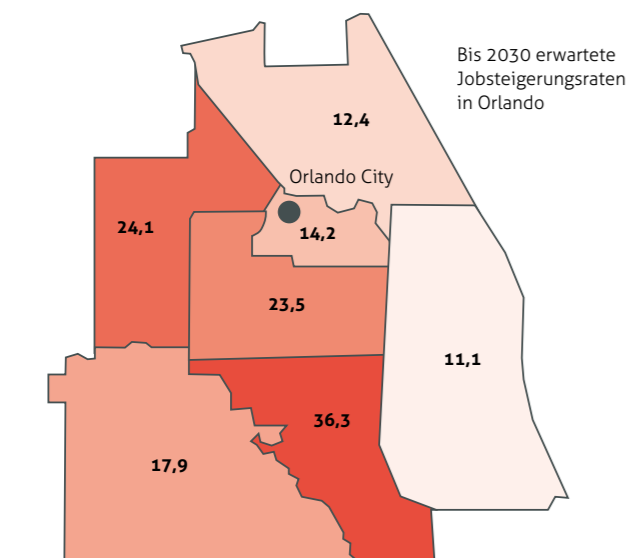 Bis 2030 erwartete
Jobsteigerungsraten
in Orlando
12,4
Orlando City
14,2
24,1
23,5
11,1
36,3
17,9